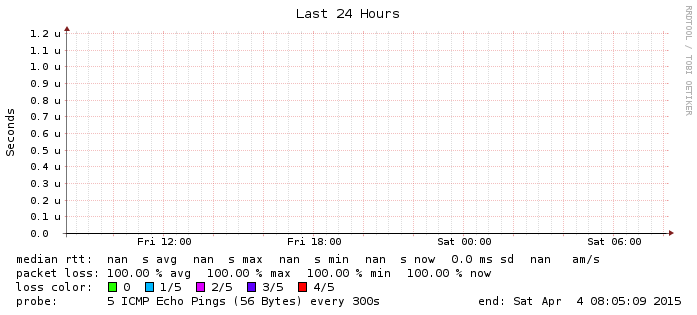 Last 24 Hours
RRDTOOL / TOBI OETIKER
Seconds
1.2 u
1.1 u
1.0 u
0.9 u
0.8 u
0.7 u
0.6 u
0.5 u
0.4 u
0.3 u
0.2 u
0.1 u
0.0
Fri 12:00 Fri 18:00 Sat 00:00 Sat 06:00
median rtt: nan s avg nan s max nan s min nan s now 0.0 ms sd nan am/s
packet loss: 100.00 % avg 100.00 % max 100.00 % min 100.00 % now
loss color: 0 1/5 2/5 3/5 4/5
probe: 5 ICMP Echo Pings (56 Bytes) every 300s end: Sat Apr 4 08:05:09 2015